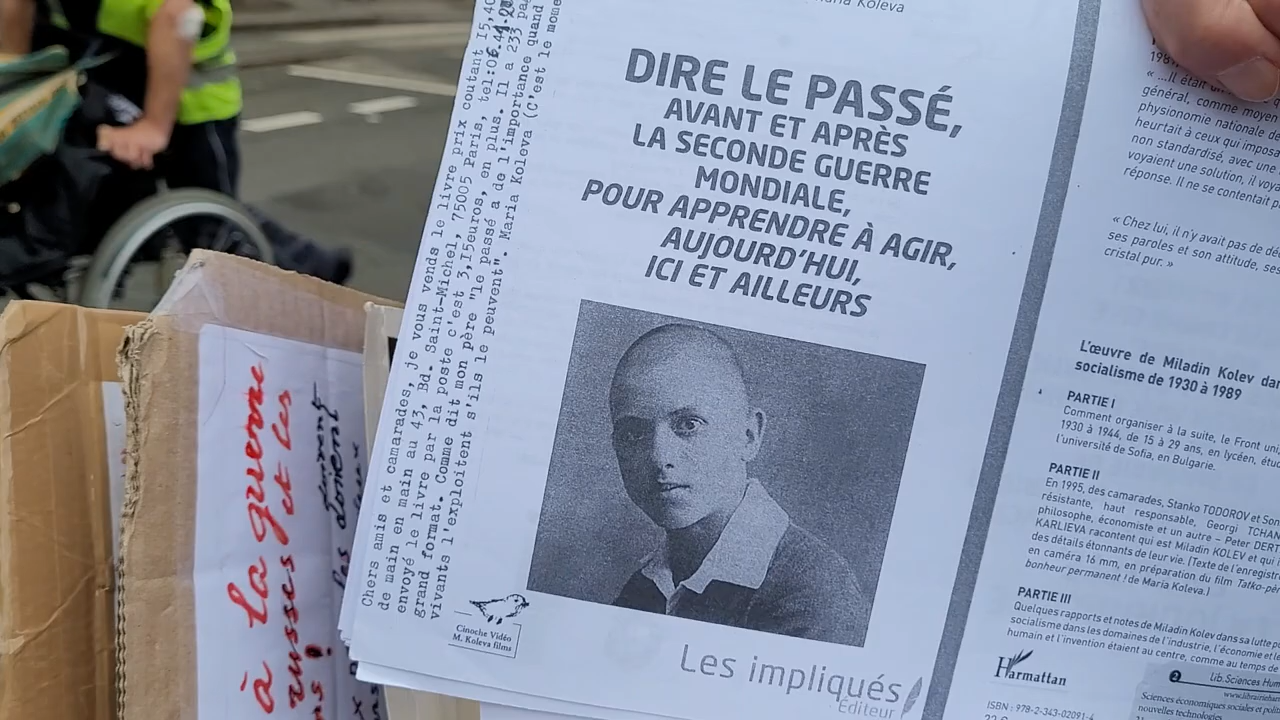 Maria Koleva
DIRE LE PASSÉ,
AVANT ET APRÈS
LA SECONDE GUERRE
MONDIALE,
POUR APPRENDRE À AGIR,
AUJOURD'HUI,
ICI ET AILLEURS
Cinoche Vidéo
M. Koleva films
Les impliqués
Éditeur
Chers amis et camarades, je vous vends le livre prix coutant 15,40
de main en main au 43, Bd. Saint-Michel, 75005 Paris, tel:06.
envoyé le livre par la poste c'est 3,15euros, en plus. Il a 233 pa
grand format. Comme dit mon père "le passé a de l'importance quand
vivants l'exploitent s'ils le peuvent". Maria Koleva (C'est le mome
« ...Il était
général, comme moyen
physionomie nationale de
heurtait à ceux qui imposa
non standardisé, avec une
voyaient une solution, il voy
réponse. Il ne se contentait p
« Chez lui, il n'y avait pas de dé
ses paroles et son attitude, ses
cristal pur. »
L'œuvre de Miladin Kolev dan
socialisme de 1930 à 1989
PARTIE I
Comment organiser à la suite, le Front uni
1930 à 1944, de 15 à 29 ans, en lycéen, étud
l'université de Sofia, en Bulgarie.
PARTIE II
En 1995, des camarades, Stanko TODOROV et Son
résistante, haut responsable, Georgi TCHAN
philosophe, économiste et un autre – Peter DERT
KARLIEVA racontent qui est Miladin KOLEV et qui
des détails étonnants de leur vie. (Texte de l'enregistre
en caméra 16 mm, en préparation du film Tatko-pé
bonheur permanent ! de Maria Koleva.)
PARTIE III
Quelques rapports et notes de Miladin Kolev dans sa lutte po
socialisme dans les domaines de l'industrie, l'économie et le
humain et l'invention étaient au centre, comme au temps de
Harmattan
Lib. Sciences Hum
Sciences économiques sociales et polit
nouvelles technologies
ISBN : 978-2-343-02091-4
à la guerre